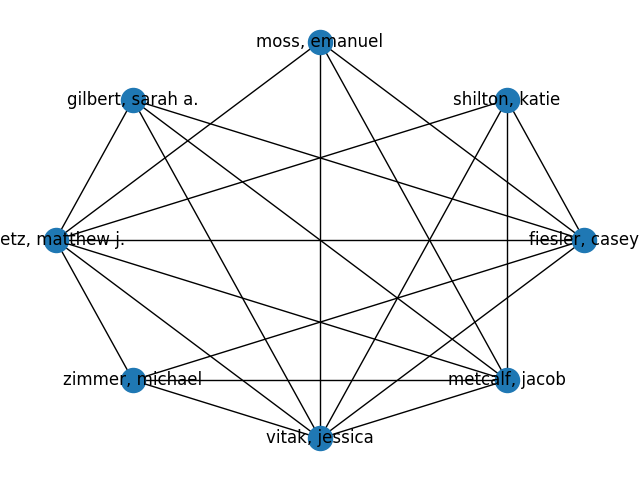 moss, emanuel
gilbert, sarah a.
shilton, katie
etz, matthew j.
fiesler, casey
zimmer, michael
metcalf, jacob
vitak, jessica